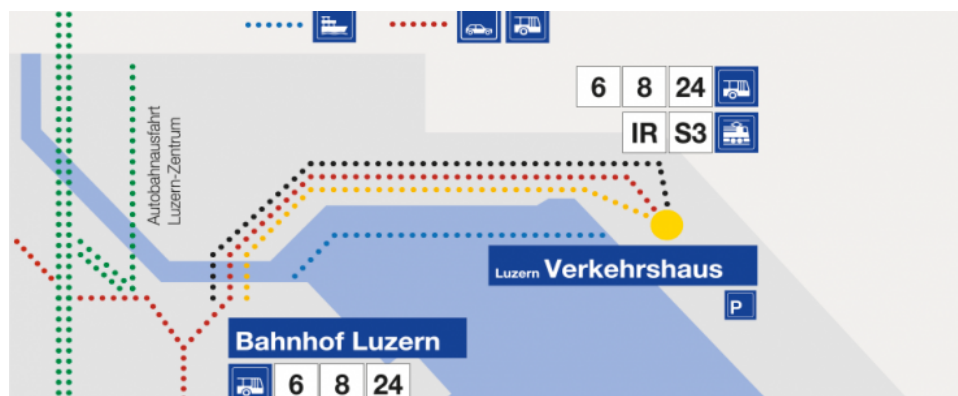 6 8 24
IR S3
Autobahnausfahrt
Luzern-Zentrum
Luzern Verkehrshaus
P
Bahnhof Luzern
6 8 24